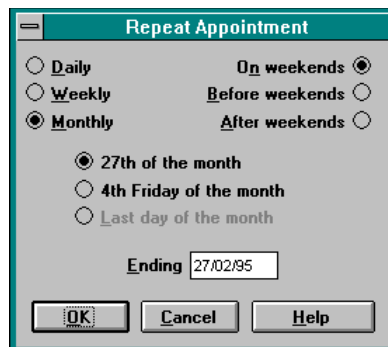 Repeat Appointment
Daily On weekends
Weekly Before weekends
Monthly After weekends
27th of the month
4th Friday of the month
Last day of the month
Ending 27/02/95
OK Cancel Help